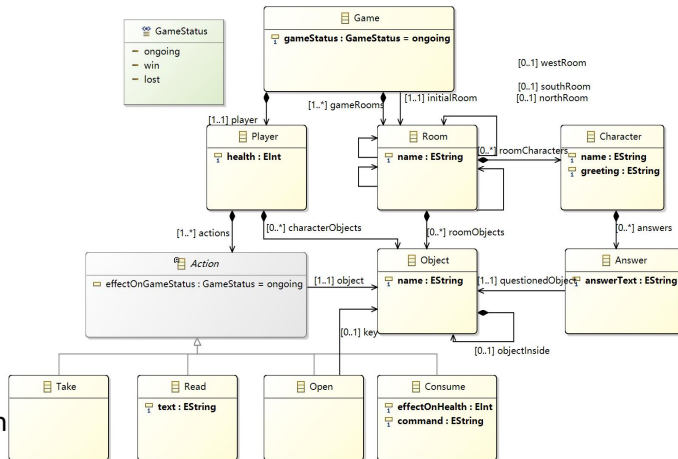 GameStatus
ongoing
win
lost
Game
gameStatus : GameStatus = ongoing
[0..1] westRoom
[0..1] southRoom
[0..1] northRoom
[1..1] player
[1..*] gameRooms
[1..1] initialRoom
Player
health : EInt
Room
name : EString
[0..*] roomCharacters
Character
name : EString
greeting : EString
[1..*] actions
[0..*] characterObjects
[0..*] roomObjects
[0..*] answers
Action
effectOnGameStatus : GameStatus = ongoing
[1..1] object
Object
name : EString
[1..1] questionedObject
Answer
answerText : EString
[0..1] key
[0..1] objectInside
Take
Read
text : EString
Open
Consume
effectOnHealth : EInt
command : EString